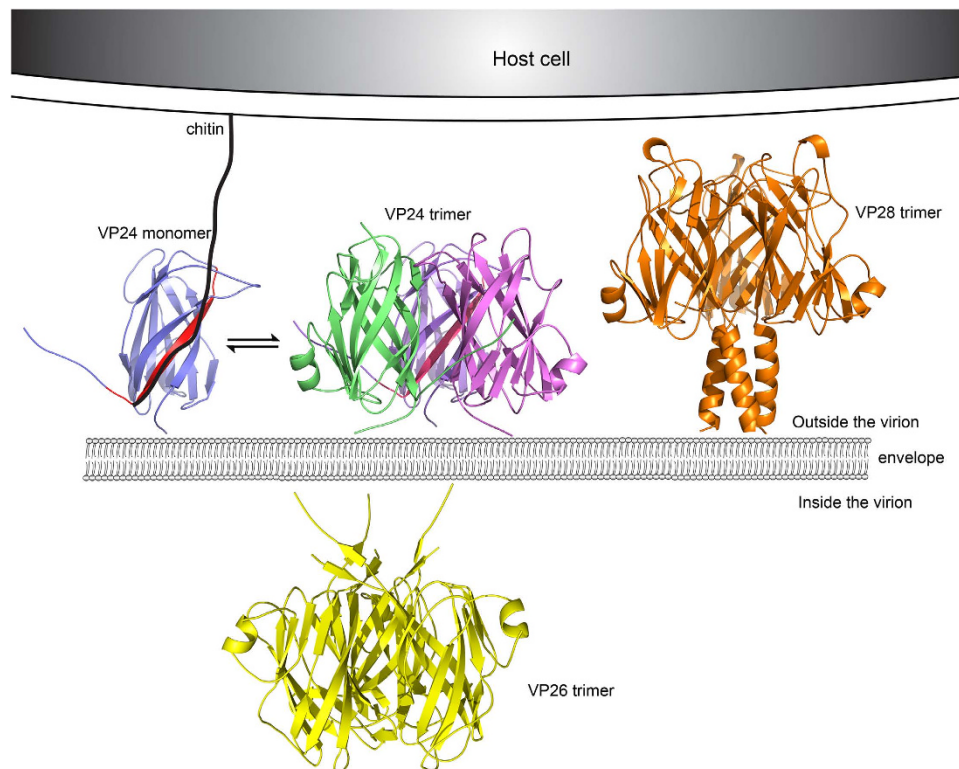 Host cell
chitin
VP24 monomer
VP24 trimer
VP28 trimer
Outside the virion
envelope
Inside the virion
VP26 trimer